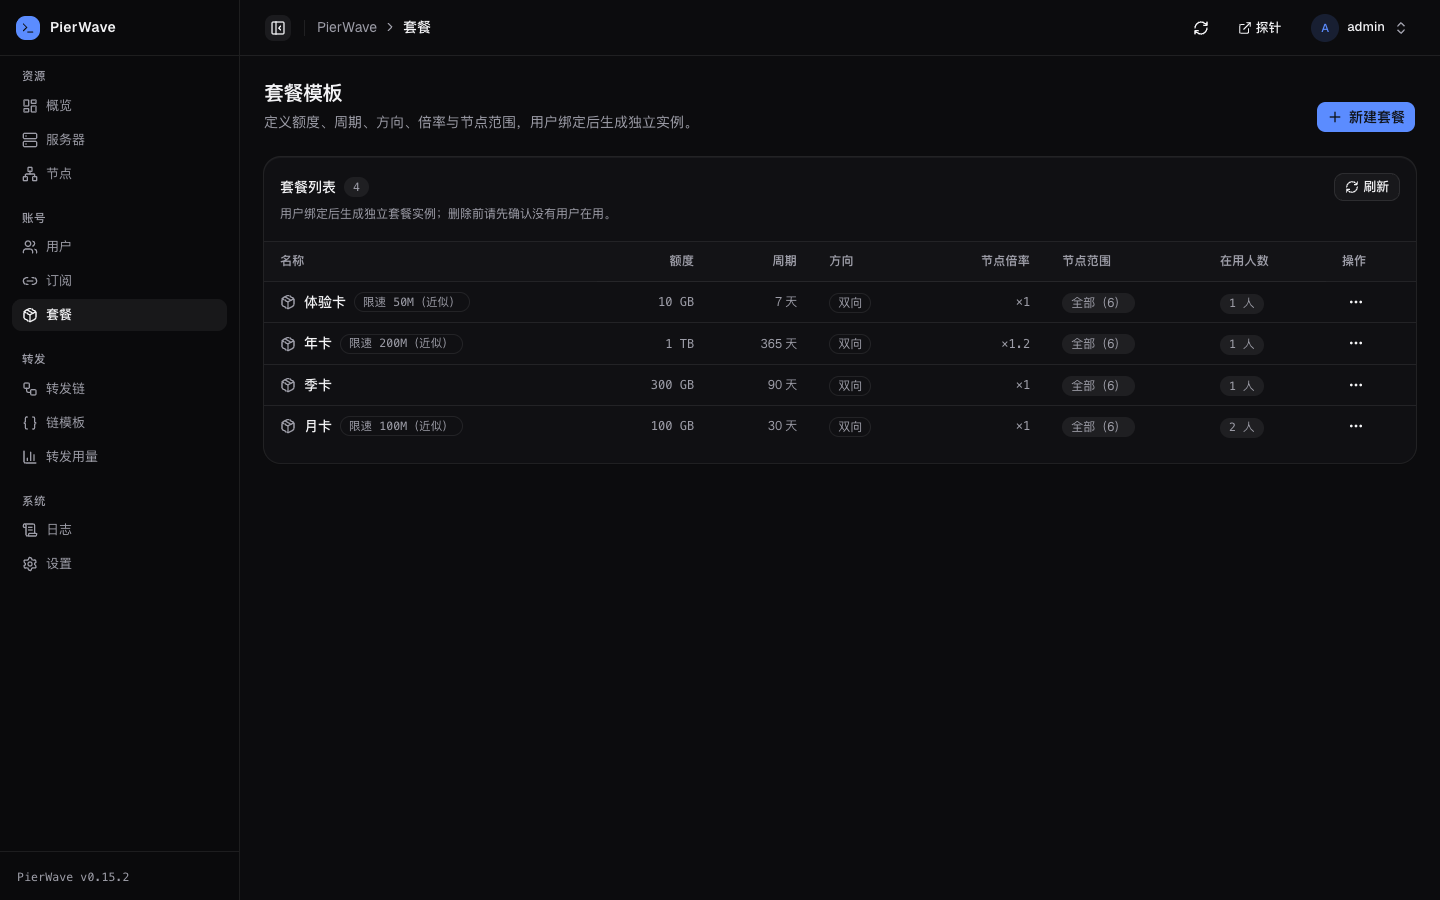 PierWave
PierWave > 套餐
探针
A admin
资源
概览
服务器
节点
账号
用户
订阅
套餐
转发
转发链
链模板
转发用量
系统
日志
设置
PierWave v0.15.2
套餐模板
定义额度、周期、方向、倍率与节点范围，用户绑定后生成独立实例。
新建套餐
套餐列表 4
用户绑定后生成独立套餐实例；删除前请先确认没有用户在用。
刷新
名称 额度 周期 方向 节点倍率 节点范围 在用人数 操作
体验卡 限速 50M（近似） 10 GB 7 天 双向 ×1 全部（6） 1 人
年卡 限速 200M（近似） 1 TB 365 天 双向 ×1.2 全部（6） 1 人
季卡 300 GB 90 天 双向 ×1 全部（6） 1 人
月卡 限速 100M（近似） 100 GB 30 天 双向 ×1 全部（6） 2 人